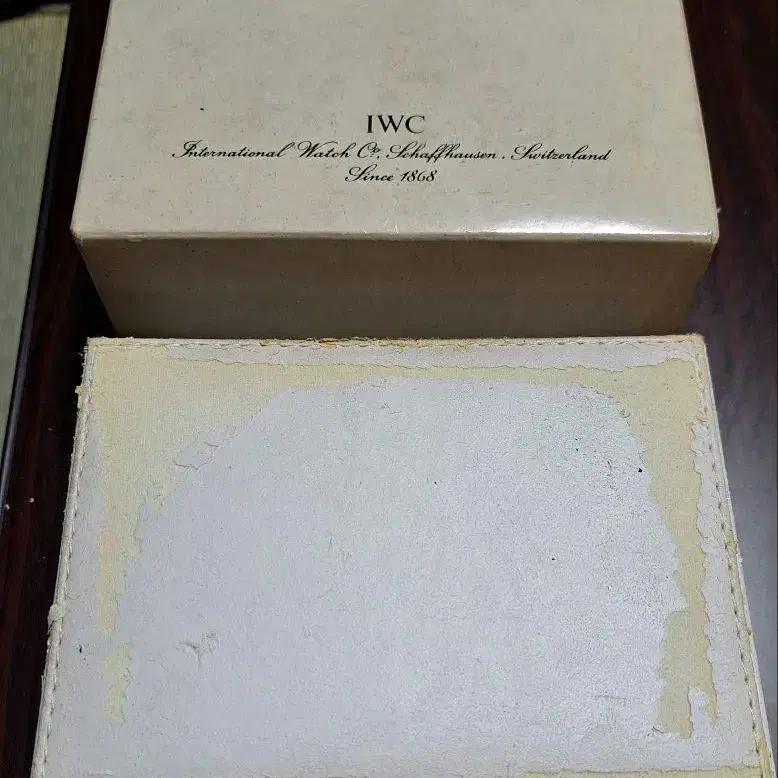 IWC
International Watch Co, Schaffhausen, Switzerland
Since 1868